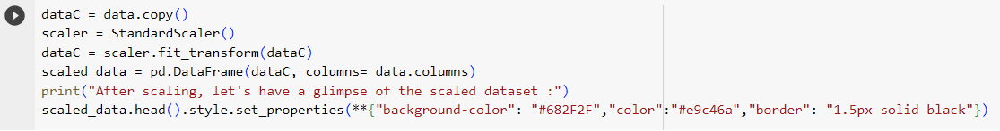 dataC = data.copy()
scaler = StandardScaler()
dataC = scaler.fit_transform(dataC)
scaled_data = pd.DataFrame(dataC, columns= data.columns)
print("After scaling, let's have a glimpse of the scaled dataset :")
scaled_data.head().style.set_properties(**{"background-color": "#682F2F","color":"#e9c46a","border": "1.5px solid black"})